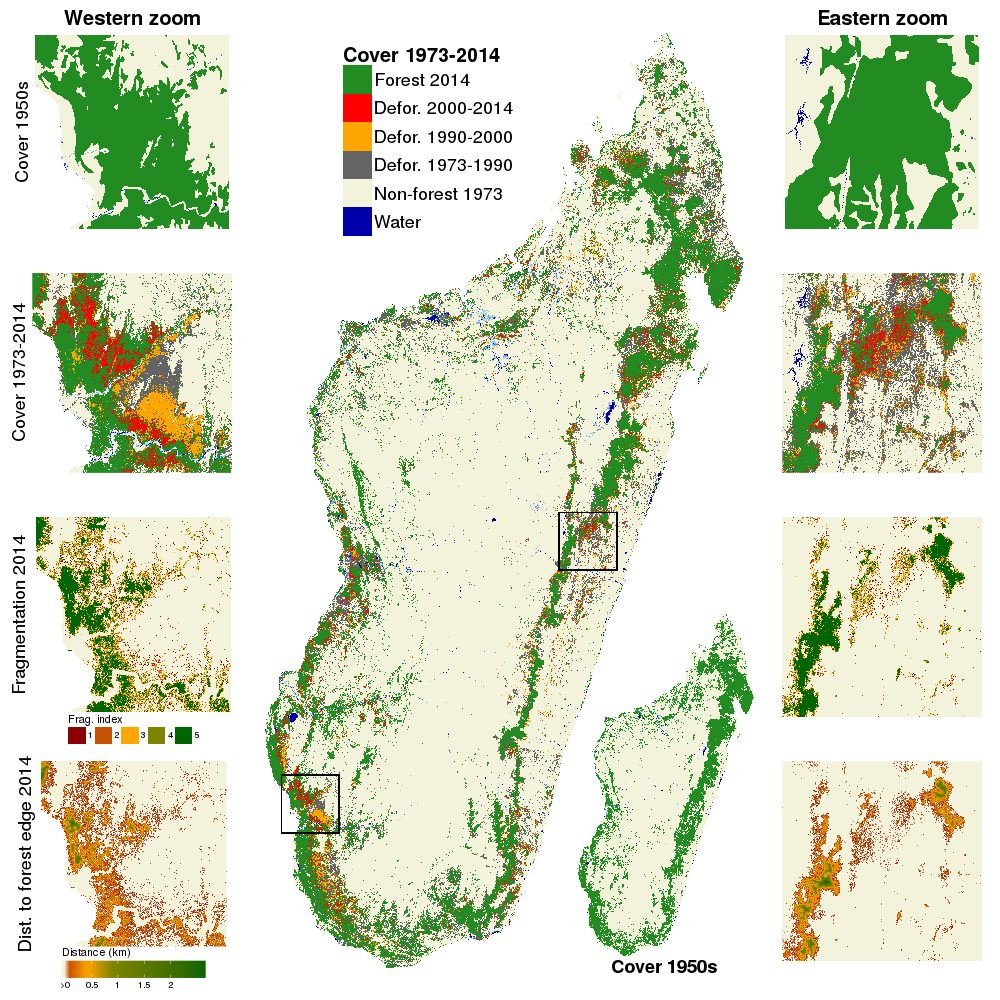 Western zoom
Eastern zoom
Cover 1950s
Cover 1973-2014
Forest 2014
Defor. 2000-2014
Defor. 1990-2000
Defor. 1973-1990
Non-forest 1973
Water
Cover 1973-2014
Fragmentation 2014
Frag. index
1 2 3 4 5
Dist. to forest edge 2014
Distance (km)
>0 0.5 1 1.5 2
Cover 1950s